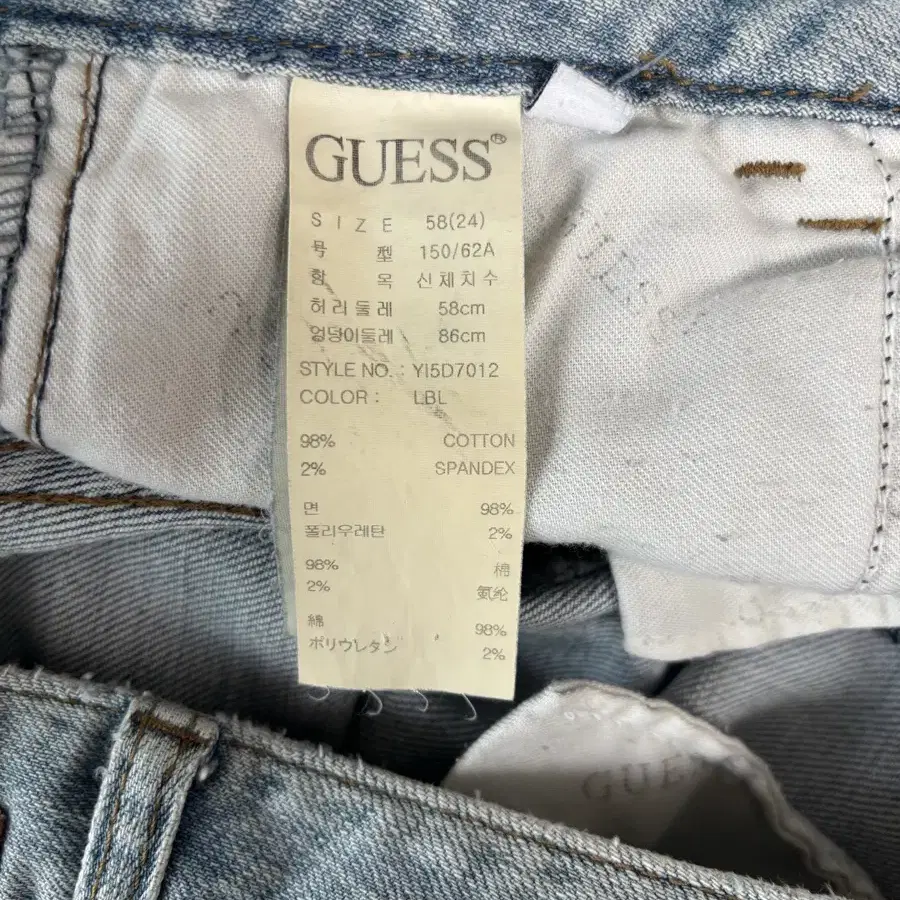 GUESS®
SIZE 58(24)
号型 150/62A
항목 신체치수
허리둘레 58cm
엉덩이둘레 86cm
STYLE NO. : YI5D7012
COLOR : LBL
98% COTTON
2% SPANDEX
면 98%
폴리우레탄 2%
98% 棉
2% 氨纶
綿 98%
ポリウレタン 2%
GUE